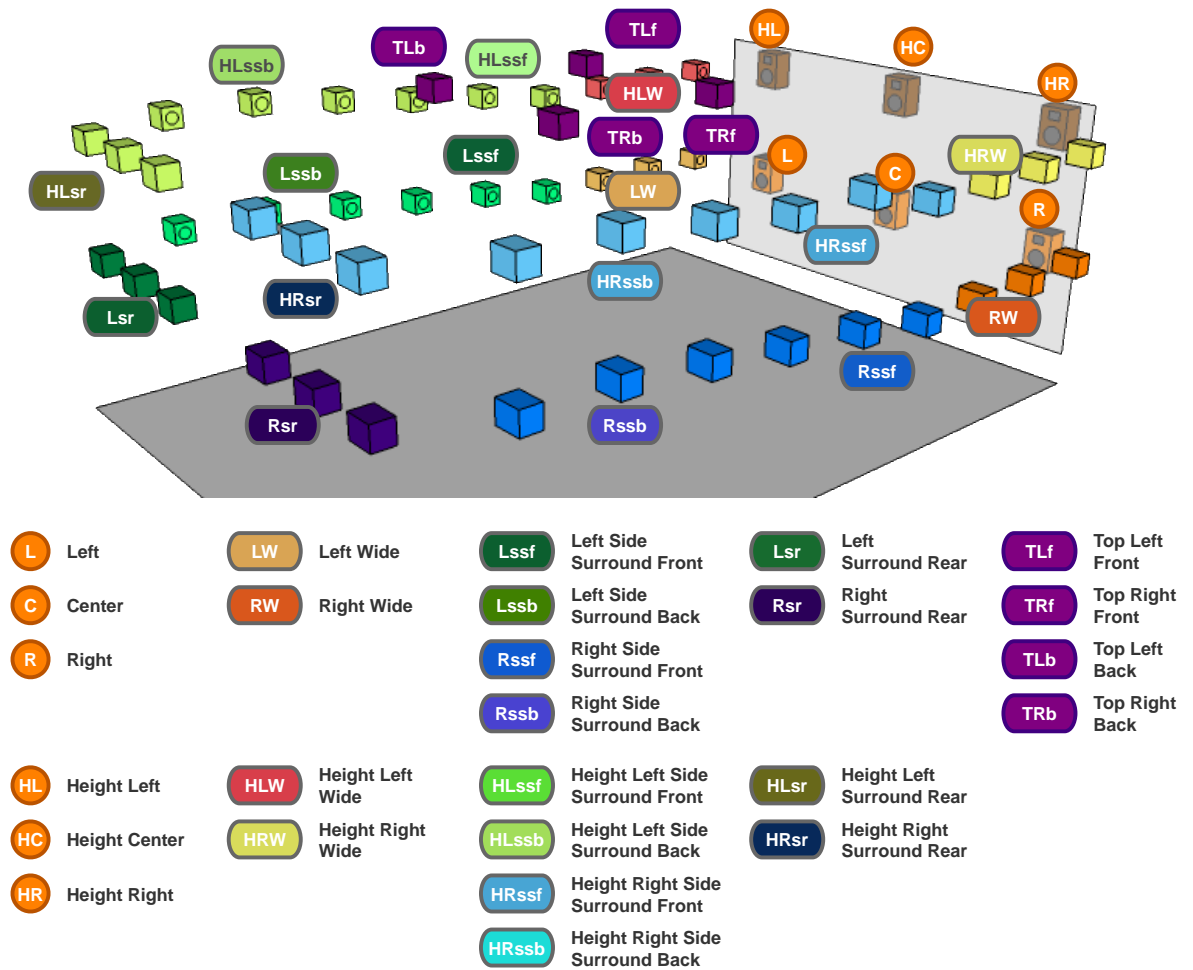 TLf
HL
TLb
HC
HLssb
HLssf
HR
HLW
TRb
TRf
Lssf
L
HRW
Lssb
C
HLsr
LW
R
HRssf
HRssb
HRsr
Lsr
RW
Rssf
Rsr
Rssb
L Left
C Center
R Right
LW Left Wide
RW Right Wide
Lssf Left Side
Surround Front
Lssb Left Side
Surround Back
Rssf Right Side
Surround Front
Rssb Right Side
Surround Back
Lsr Left
Surround Rear
Rsr Right
Surround Rear
TLf Top Left
Front
TRf Top Right
Front
TLb Top Left
Back
TRb Top Right
Back
HL Height Left
HC Height Center
HR Height Right
HLW Height Left
Wide
HRW Height Right
Wide
HLssf Height Left Side
Surround Front
HLssb Height Left Side
Surround Back
HRssf Height Right Side
Surround Front
HRssb Height Right Side
Surround Back
HLsr Height Left
Surround Rear
HRsr Height Right
Surround Rear